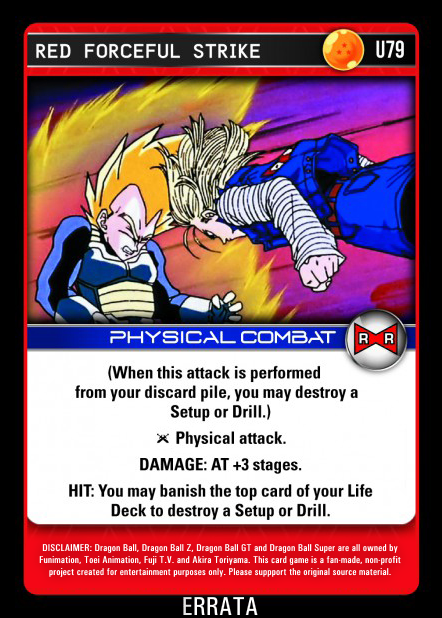 RED FORCEFUL STRIKE U79
PHYSICAL COMBAT R R
(When this attack is performed
from your discard pile, you may destroy a
Setup or Drill.)
Physical attack.
DAMAGE: AT +3 stages.
HIT: You may banish the top card of your Life
Deck to destroy a Setup or Drill.
DISCLAIMER: Dragon Ball, Dragon Ball Z, Dragon Ball GT and Dragon Ball Super are all owned by
Funimation, Toei Animation, Fuji T.V. and Akira Toriyama. This card game is a fan-made, non-profit
project created for entertainment purposes only. Please suppport the original source material.
ERRATA